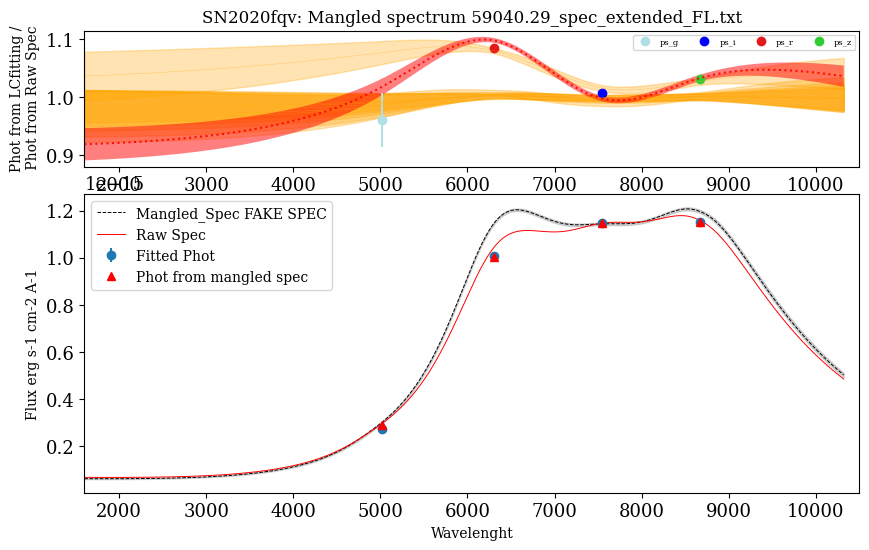 SN2020fqv: Mangled spectrum 59040.29_spec_extended_FL.txt
Phot from LCfitting /
Phot from Raw Spec
1.1
1.0
0.9
ps_g ps_i ps_r ps_z
2000 3000 4000 5000 6000 7000 8000 9000 10000
1e−15
Flux erg s-1 cm-2 A-1
1.2
1.0
0.8
0.6
0.4
0.2
Mangled_Spec FAKE SPEC
Raw Spec
Fitted Phot
Phot from mangled spec
2000 3000 4000 5000 6000 7000 8000 9000 10000
Wavelenght